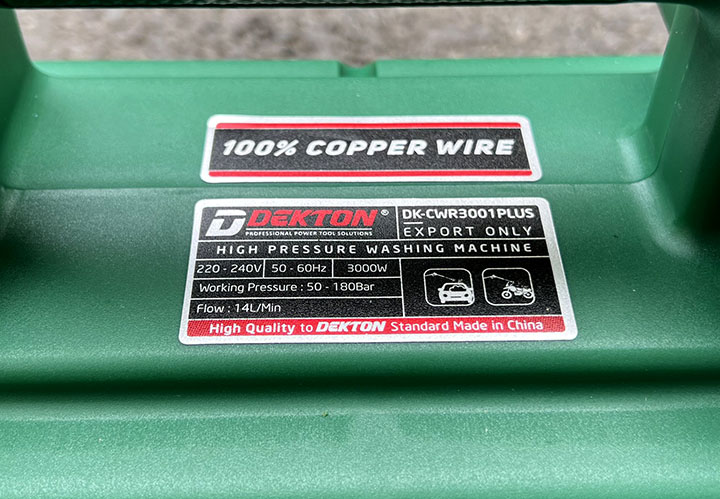 100% COPPER WIRE
DEKTON®
PROFESSIONAL POWER TOOL SOLUTIONS
DK-CWR3001PLUS
EXPORT ONLY
HIGH PRESSURE WASHING MACHINE
220 - 240V 50 - 60Hz 3000W
Working Pressure : 50 - 180Bar
Flow : 14L/Min
High Quality to DEKTON Standard Made in China